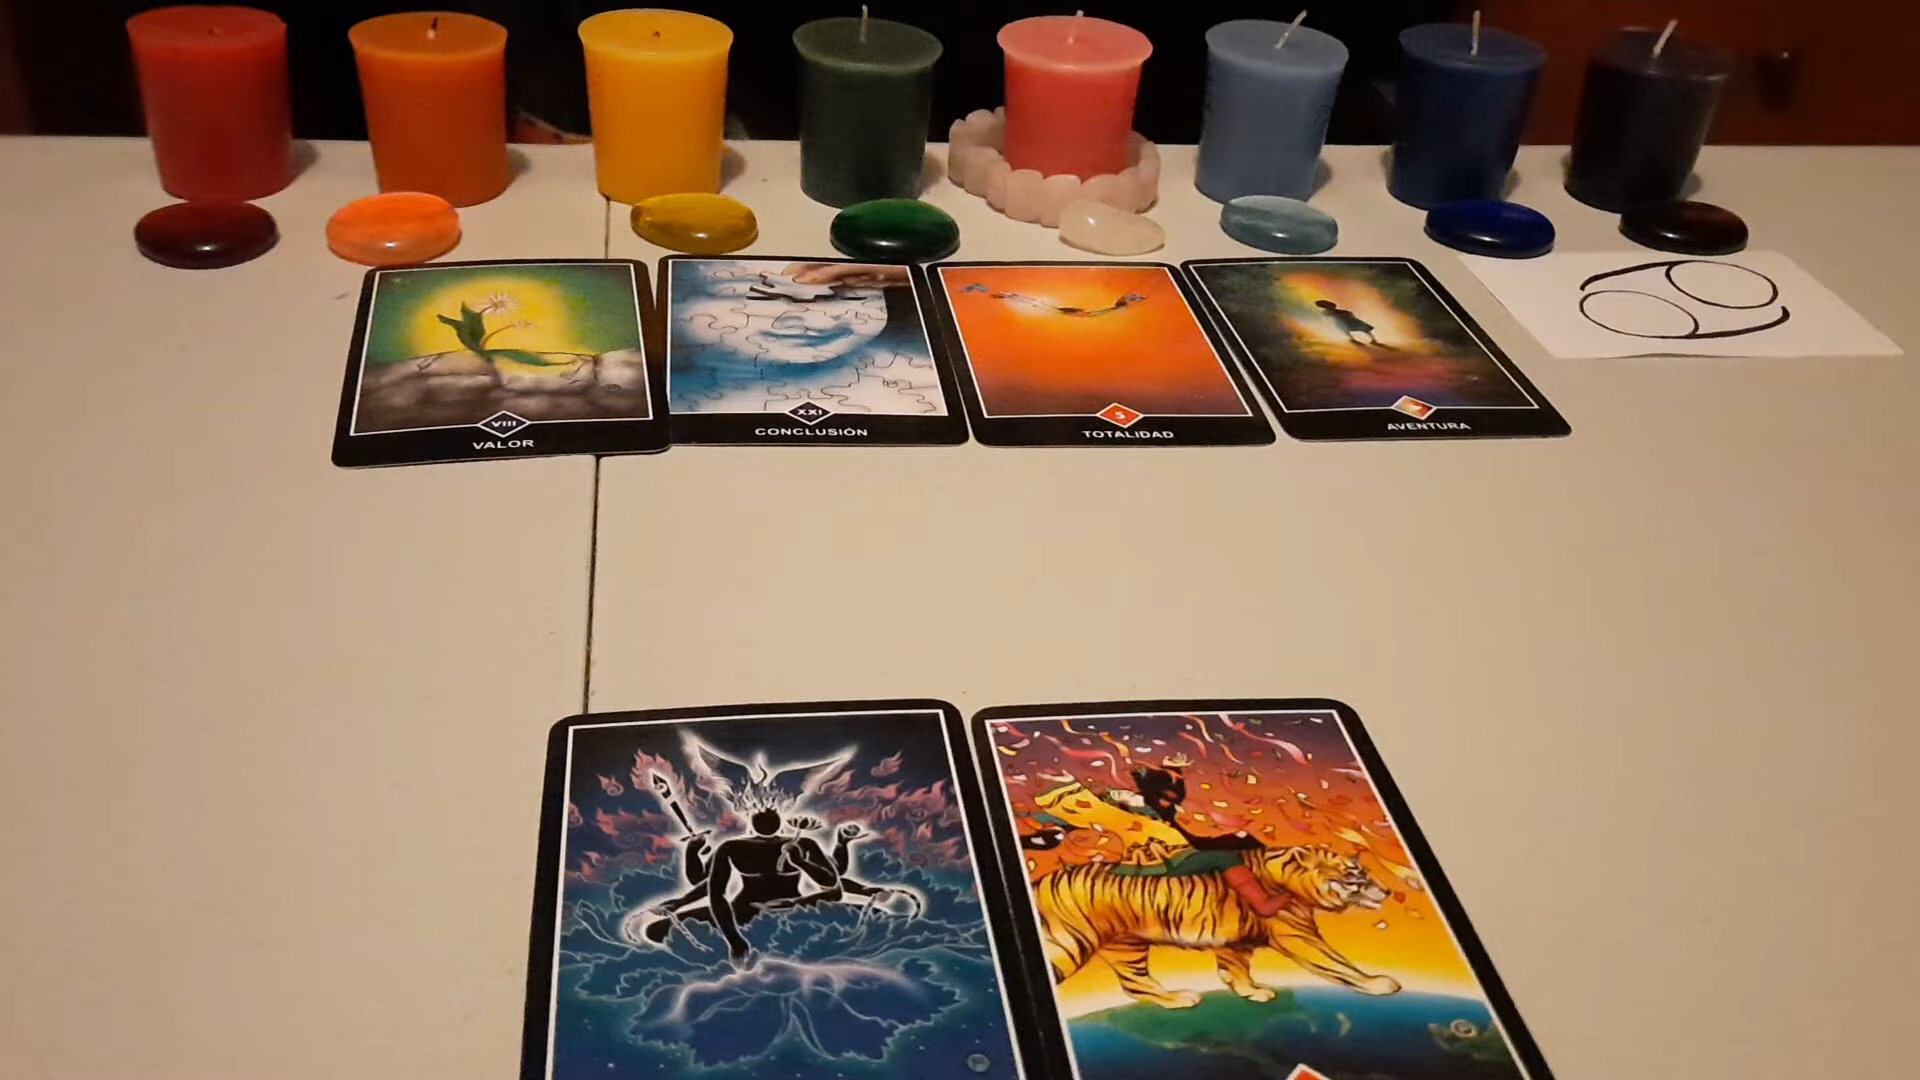 VIII
VALOR
XXI
CONCLUSIÓN
5
TOTALIDAD
AVENTURA
♋